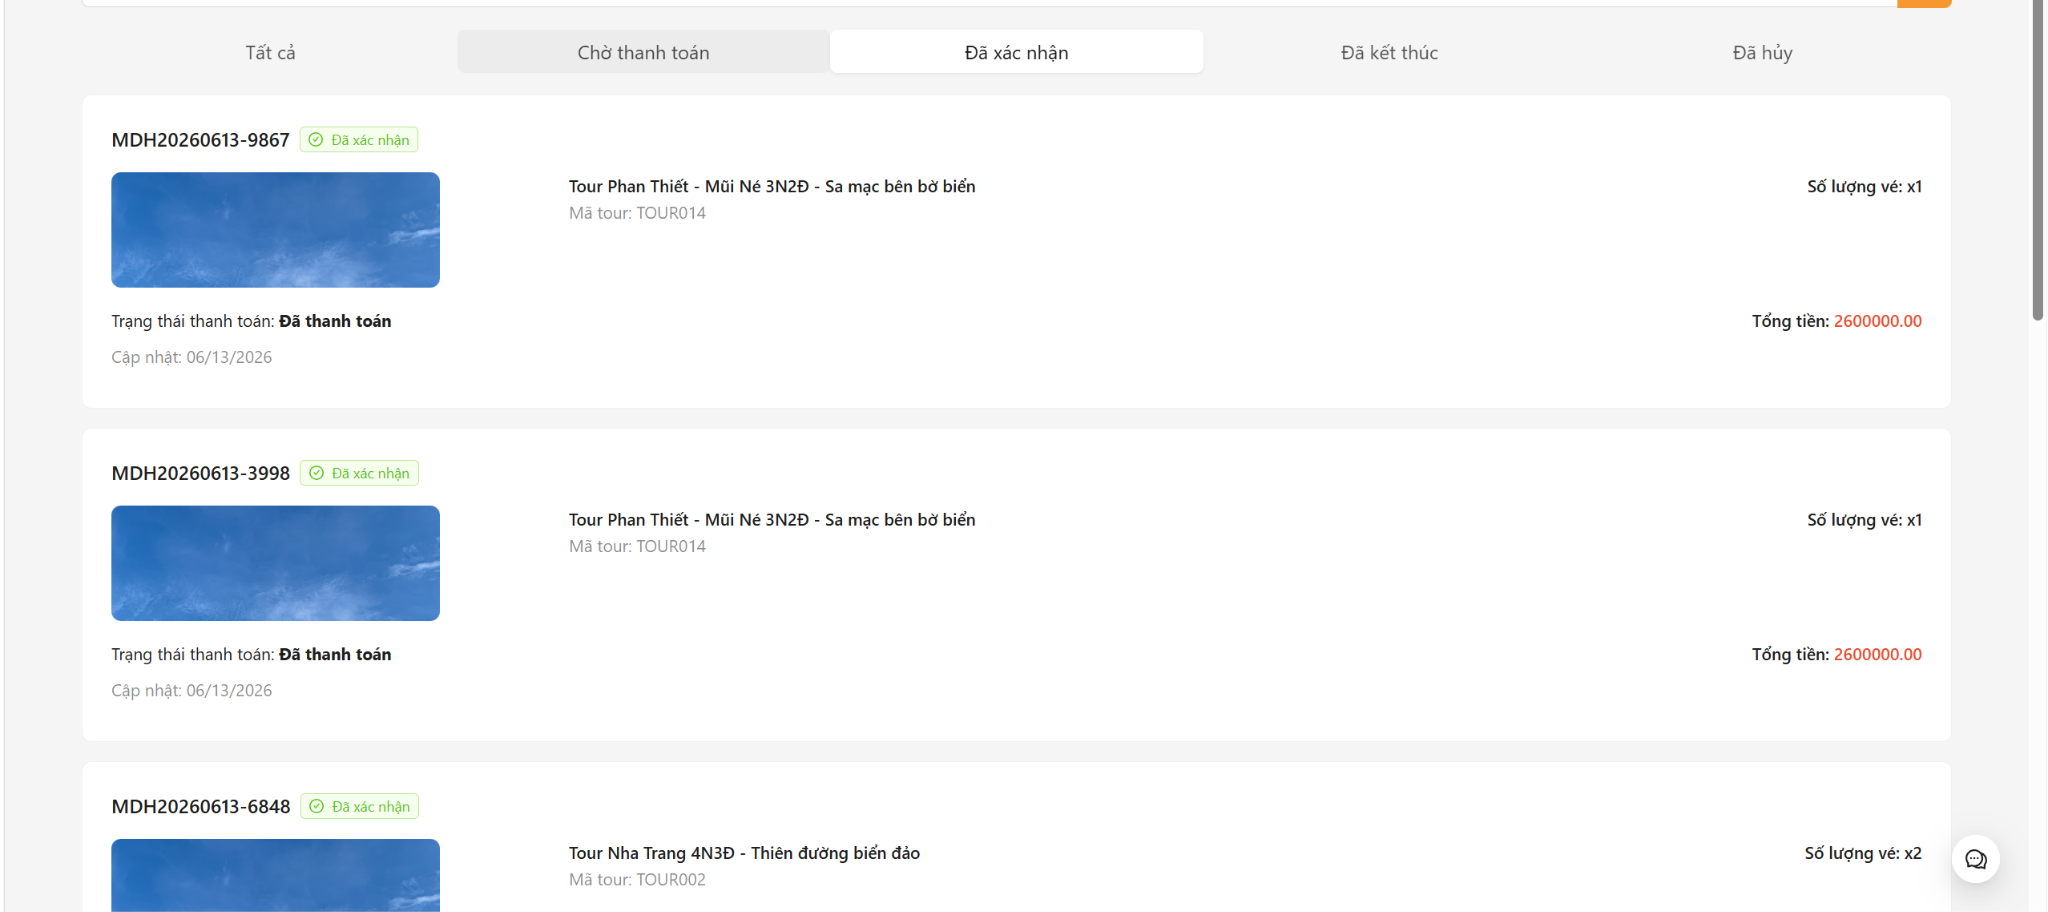 Tất cả
Chờ thanh toán
Đã xác nhận
Đã kết thúc
Đã hủy
MDH20260613-9867
Đã xác nhận
Tour Phan Thiết - Mũi Né 3N2Đ - Sa mạc bên bờ biển
Số lượng vé: x1
Mã tour: TOUR014
Trạng thái thanh toán: Đã thanh toán
Tổng tiền: 2600000.00
Cập nhật: 06/13/2026
MDH20260613-3998
Đã xác nhận
Tour Phan Thiết - Mũi Né 3N2Đ - Sa mạc bên bờ biển
Số lượng vé: x1
Mã tour: TOUR014
Trạng thái thanh toán: Đã thanh toán
Tổng tiền: 2600000.00
Cập nhật: 06/13/2026
MDH20260613-6848
Đã xác nhận
Tour Nha Trang 4N3Đ - Thiên đường biển đảo
Số lượng vé: x2
Mã tour: TOUR002